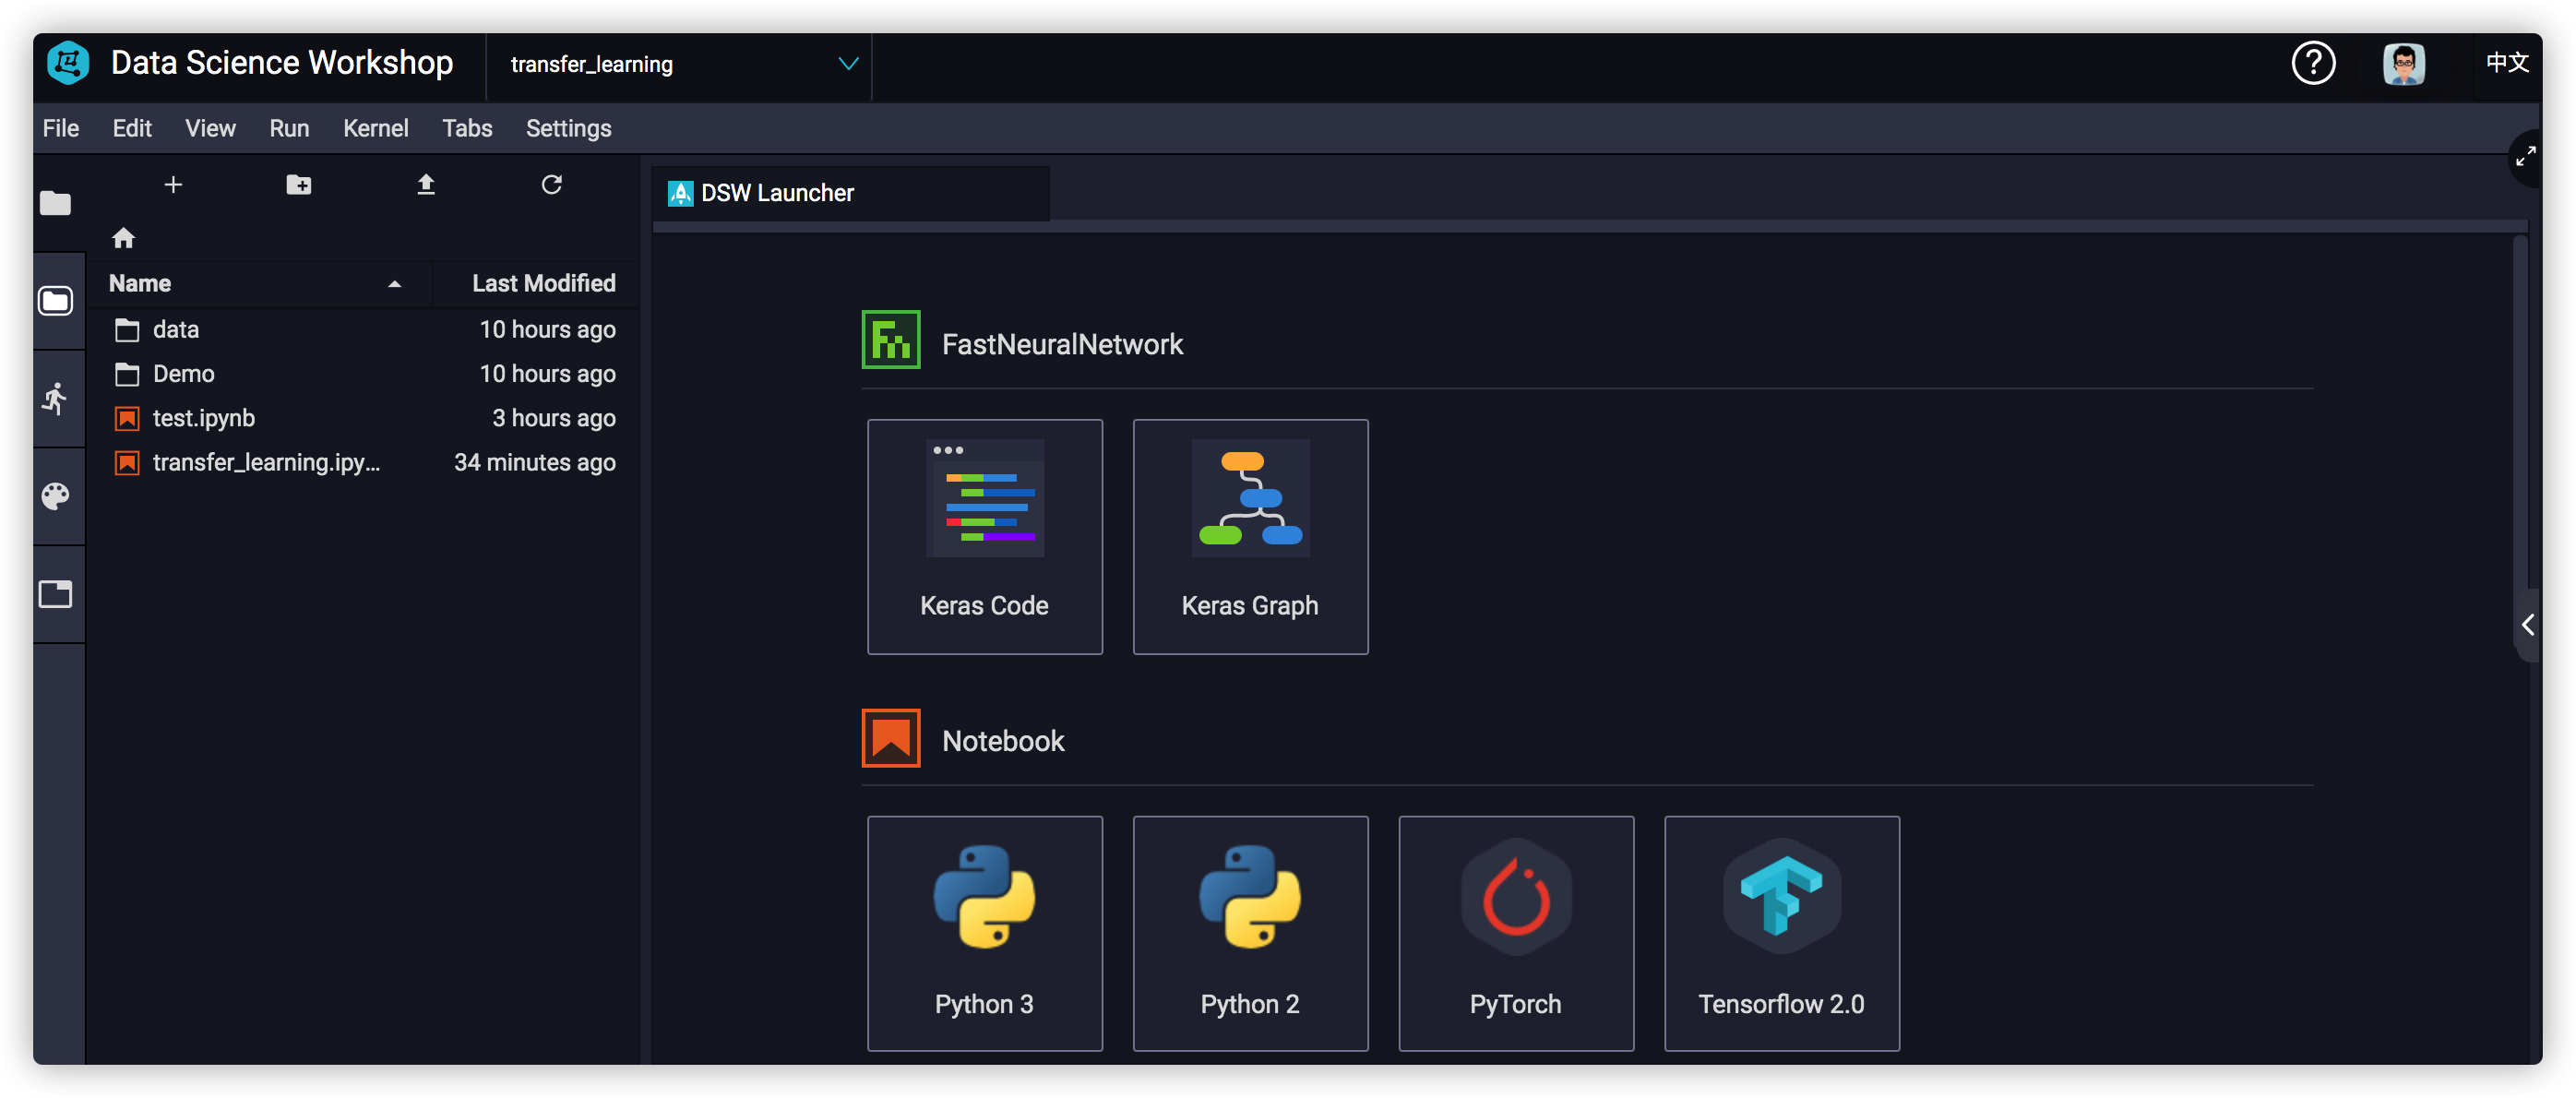 Data Science Workshop
transfer_learning
中文
File Edit View Run Kernel Tabs Settings
DSW Launcher
Name Last Modified
data 10 hours ago
Demo 10 hours ago
test.ipynb 3 hours ago
transfer_learning.ipy... 34 minutes ago
FastNeuralNetwork
Keras Code
Keras Graph
Notebook
Python 3
Python 2
PyTorch
Tensorflow 2.0